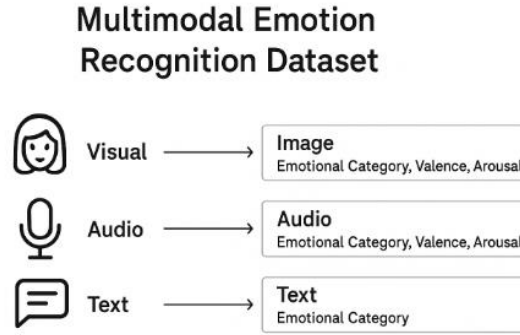 Multimodal Emotion
Recognition Dataset
Visual
Image
Emotional Category, Valence, Arousal
Audio
Audio
Emotional Category, Valence, Arousal
Text
Text
Emotional Category